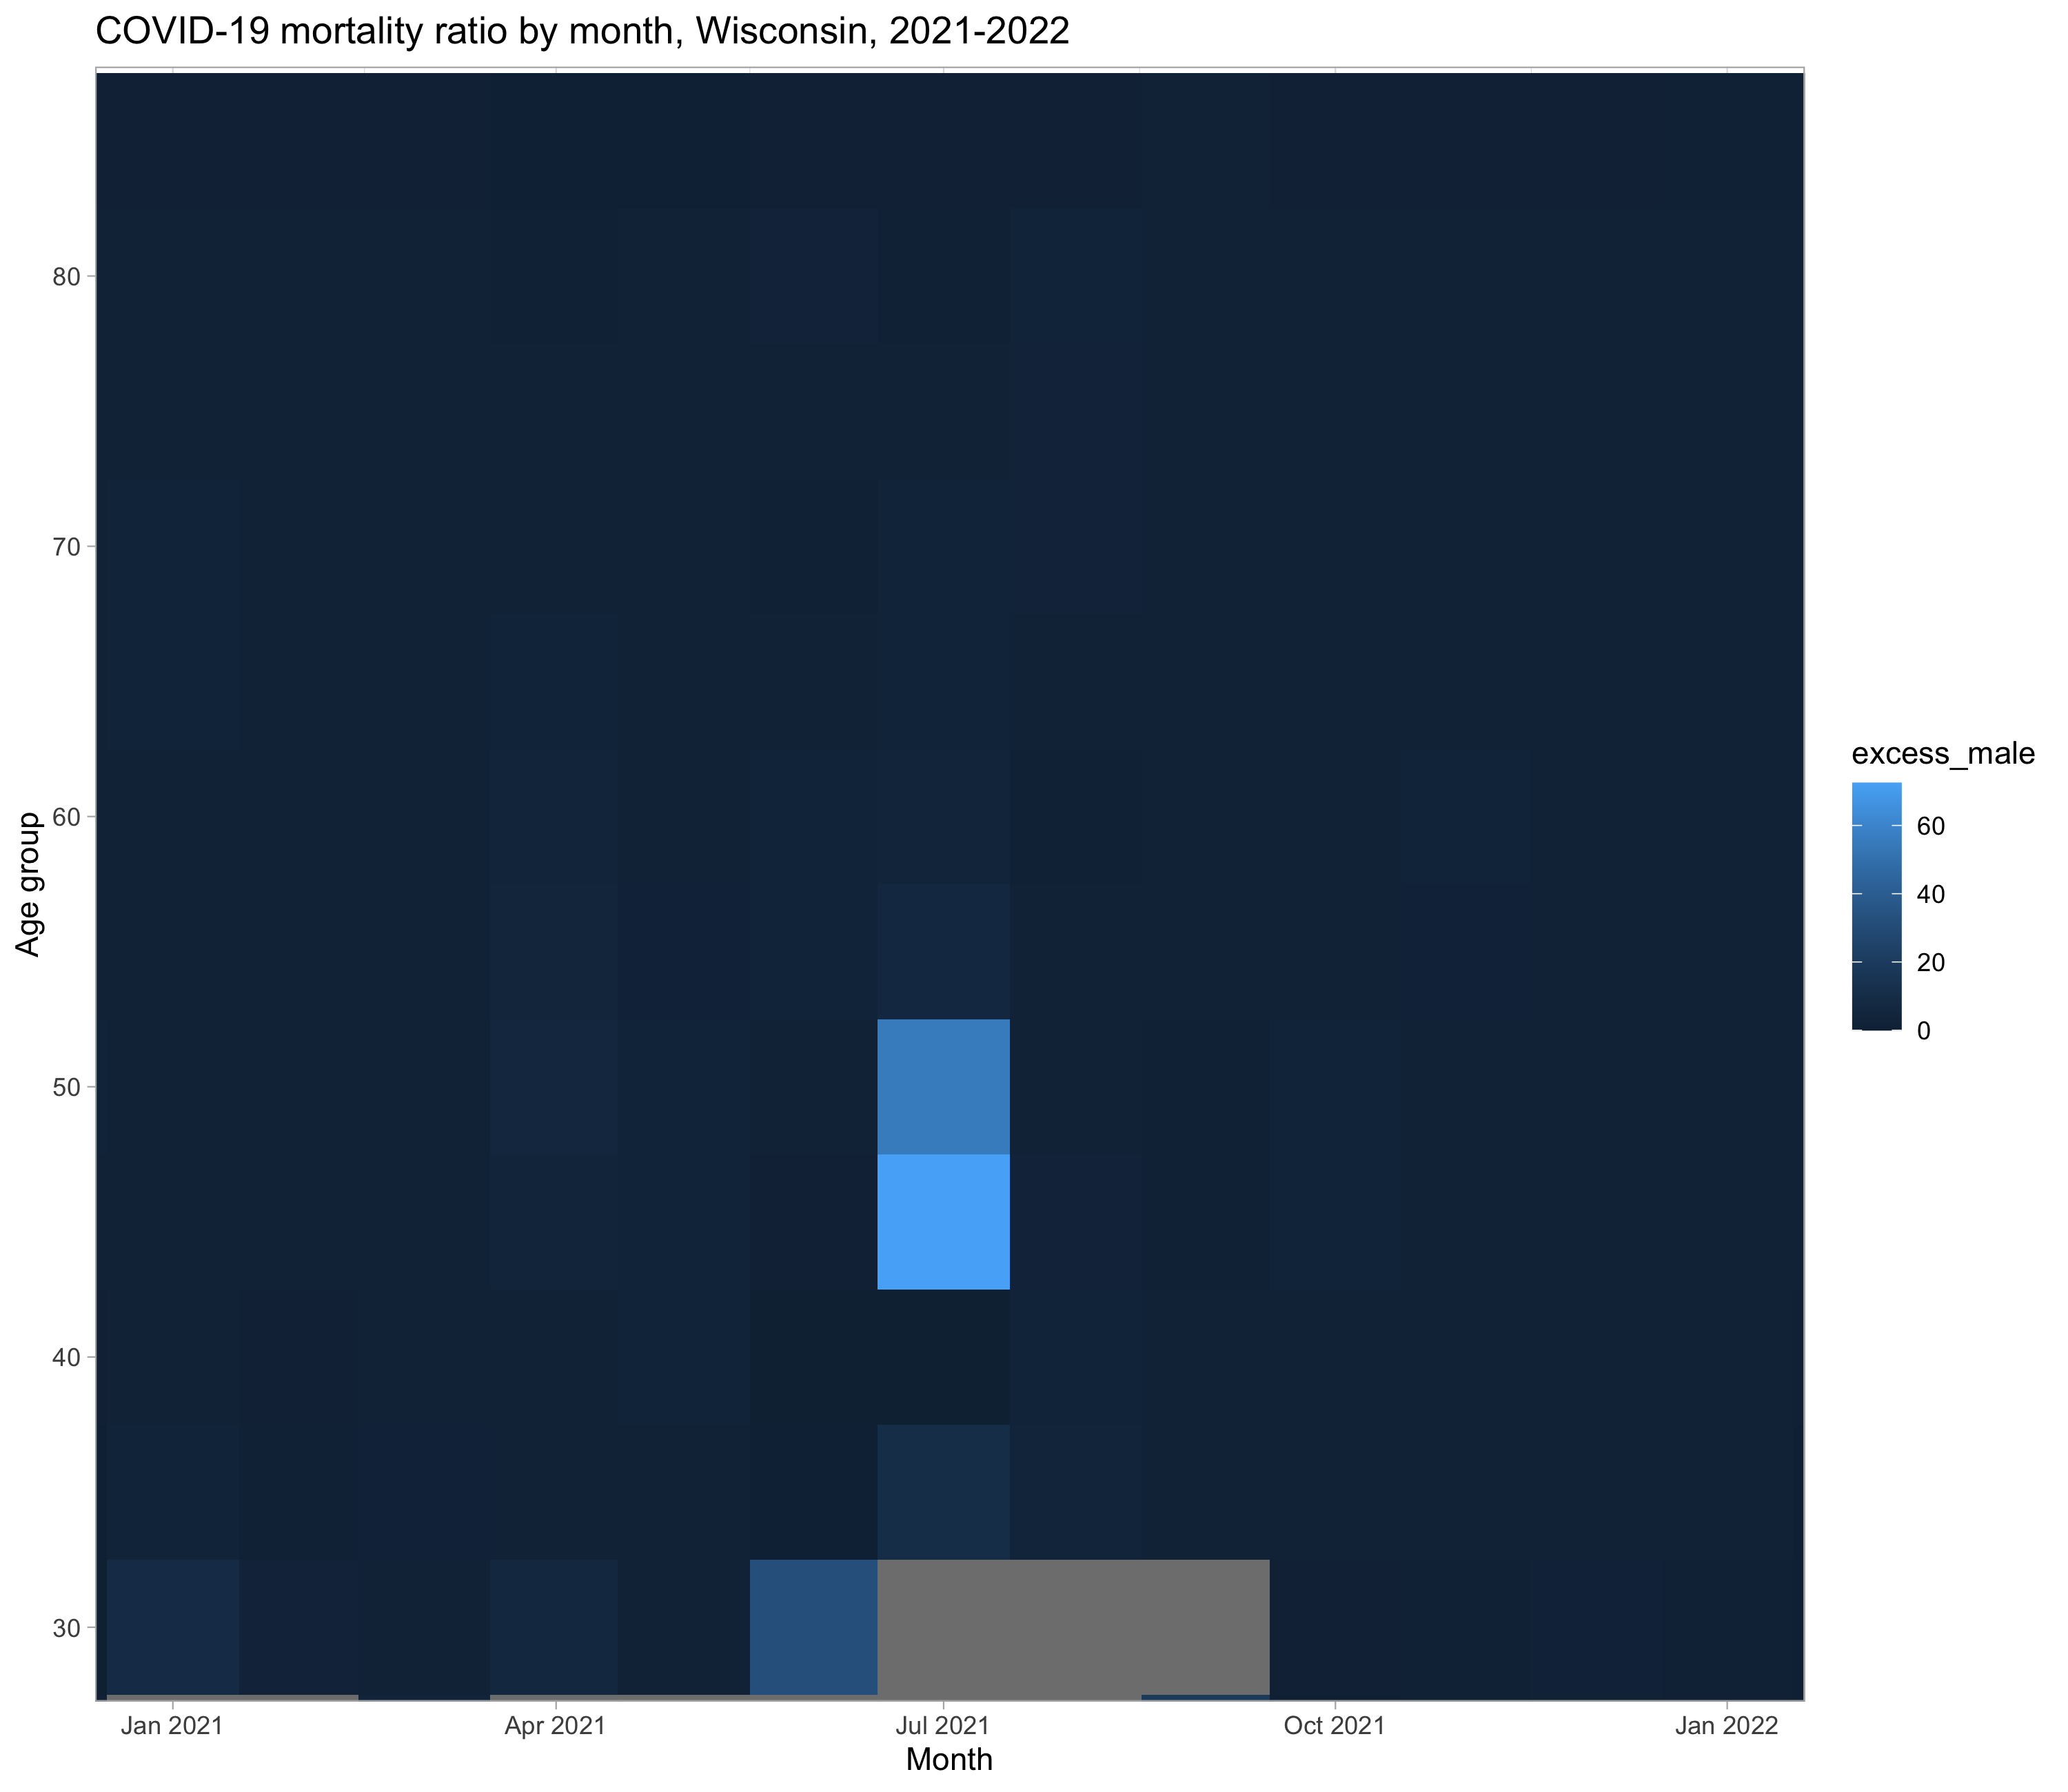 COVID-19 mortality ratio by month, Wisconsin, 2021-2022
80
70
60
50
40
30
Age group
Jan 2021 Apr 2021 Jul 2021 Oct 2021 Jan 2022
Month
excess_male
60
40
20
0